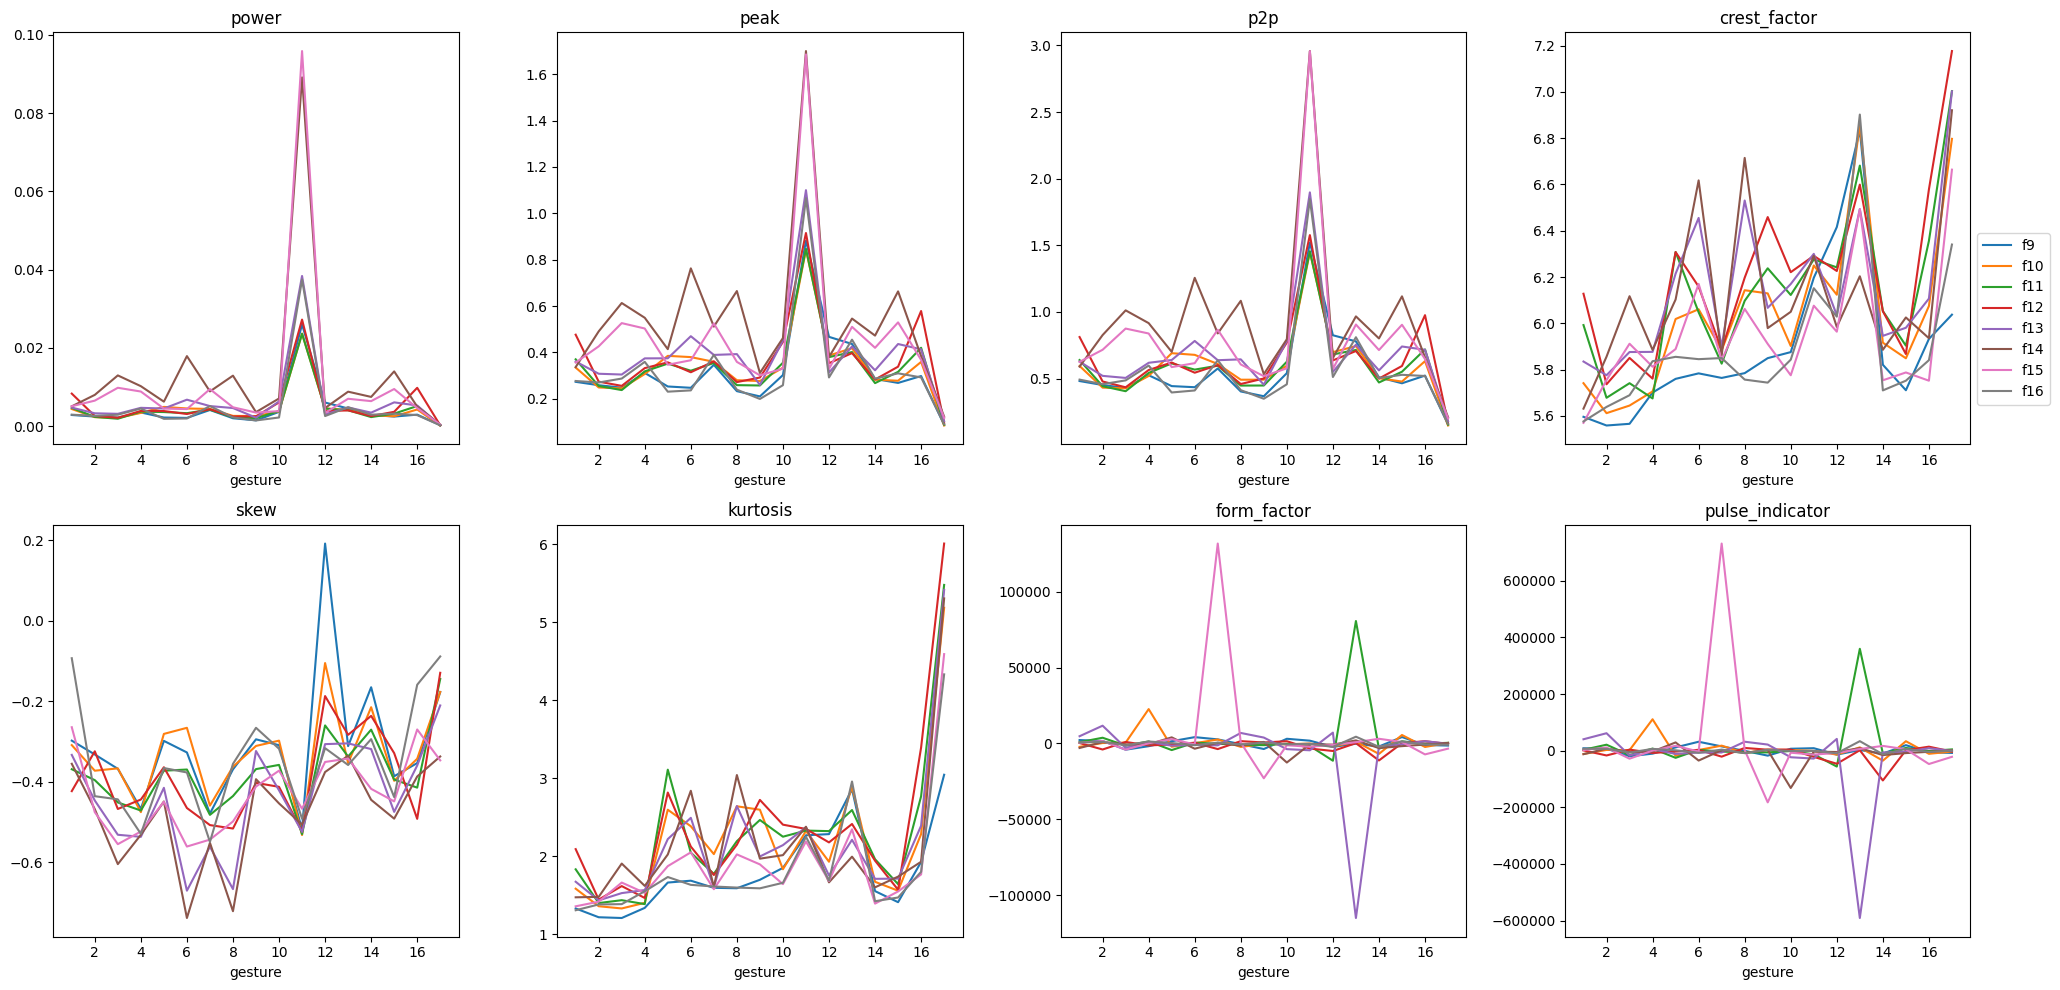 power
0.10
0.08
0.06
0.04
0.02
0.00
2 4 6 8 10 12 14 16
gesture
peak
1.6
1.4
1.2
1.0
0.8
0.6
0.4
0.2
2 4 6 8 10 12 14 16
gesture
p2p
3.0
2.5
2.0
1.5
1.0
0.5
2 4 6 8 10 12 14 16
gesture
crest_factor
7.2
7.0
6.8
6.6
6.4
6.2
6.0
5.8
5.6
2 4 6 8 10 12 14 16
gesture
f9
f10
f11
f12
f13
f14
f15
f16
skew
0.2
0.0
−0.2
−0.4
−0.6
2 4 6 8 10 12 14 16
gesture
kurtosis
6
5
4
3
2
1
2 4 6 8 10 12 14 16
gesture
form_factor
100000
50000
0
−50000
−100000
2 4 6 8 10 12 14 16
gesture
pulse_indicator
600000
400000
200000
0
−200000
−400000
−600000
2 4 6 8 10 12 14 16
gesture